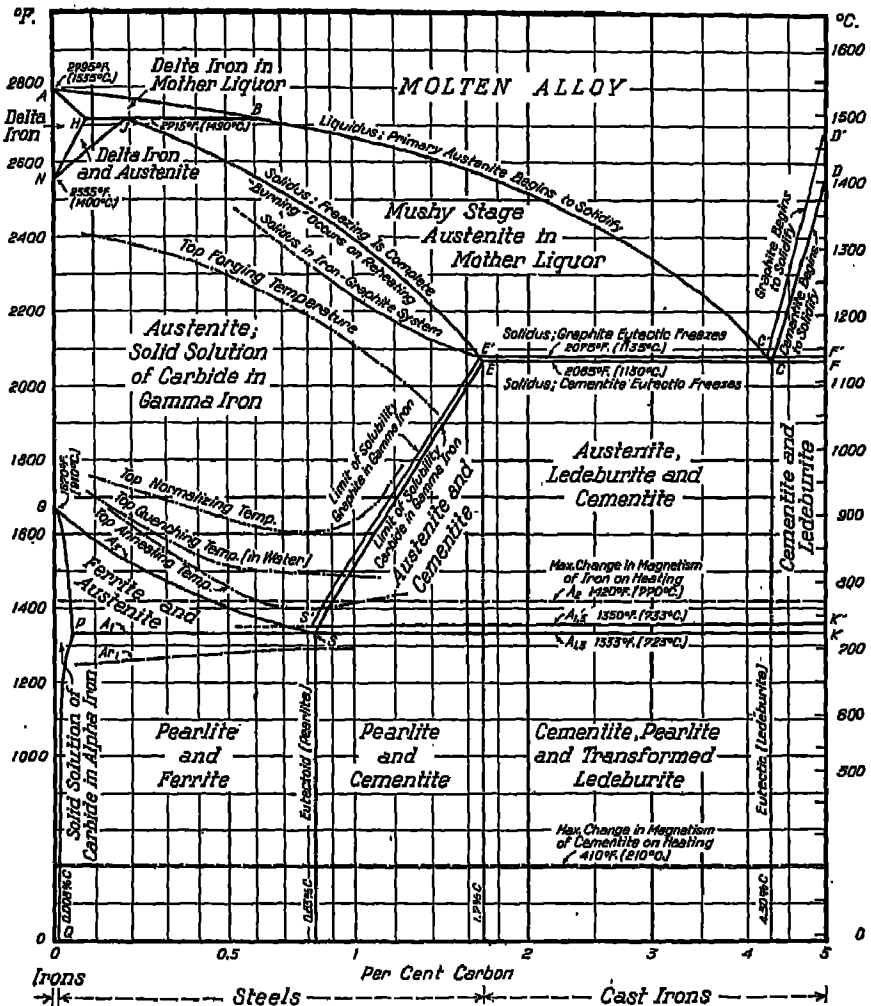 °F.
°C.
2995°F.
(1535°C.)
Delta Iron in
Mother Liquor
MOLTEN ALLOY
1600
2800
A
B
1500
Delta
Iron
H
J
2715°F. (1490°C.)
D'
Delta Iron
and Austenite
Liquidus; Primary Austenite Begins to Solidify
2600
N
2555°F.
(1400°C.)
D
1400
Solidus; Freezing Is Complete
"Burning" Occurs on Reheating
Solidus in Iron-Graphite System
Top Forging Temperature
Mushy Stage
Austenite in
Mother Liquor
Graphite Begins
to Solidify
Cementite Begins
to Solidify
2400
1300
2200
1200
Austenite;
Solid Solution
of Carbide in
Gamma Iron
E'
Solidus; Graphite Eutectic Freezes
2075°F. (1135°C.)
C'
F'
E
2065°F. (1130°C.)
C
F
Solidus; Cementite Eutectic Freezes
2000
1100
Limit of Solubility
Graphite in Gamma Iron
Limit of Solubility
Carbide in Gamma Iron
Austenite and
Cementite
Austenite,
Ledeburite and
Cementite
Cementite and
Ledeburite
1000
1800
1670°F.
(910°C.)
G
Top Normalizing Temp.
Top Quenching Temp. (in Water)
Top Annealing Temp.
900
1600
Ferrite and
Austenite
Max. Change in Magnetism
of Iron on Heating
A2 1420°F. (770°C.)
800
1400
S'
A1,3 1350°F. (733°C.)
K'
P
A1
S
K
A1,3 1333°F. (723°C.)
700
Ar1
1200
Solid Solution of
Carbide in Alpha Iron
Pearlite
and
Ferrite
Eutectoid (Pearlite)
Pearlite
and
Cementite
Cementite, Pearlite
and Transformed
Ledeburite
Eutectic (Ledeburite)
600
1000
500
Max. Change in Magnetism
of Cementite on Heating
410°F. (210°C.)
0.008%C
0.83%C
1.7%C
4.30%C
0
Q
0
0
0.5
1
2
3
4
5
Per Cent Carbon
Irons
Steels
Cast Irons